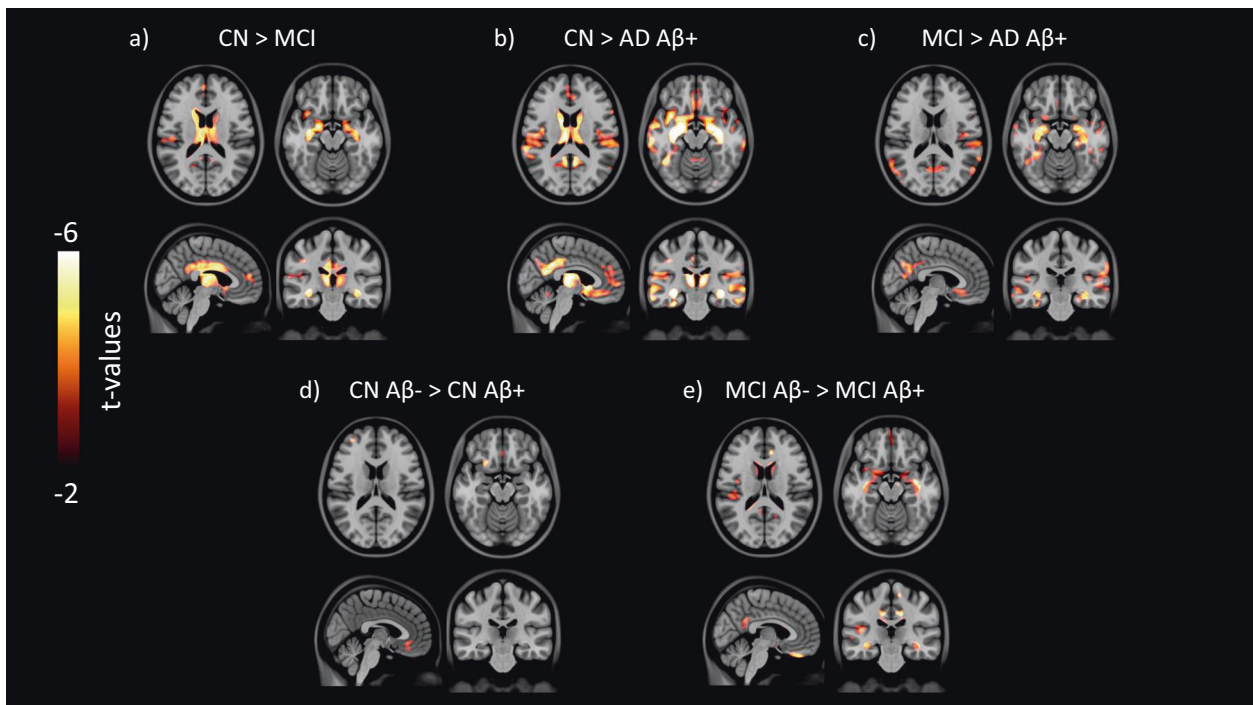 a) CN > MCI
b) CN > AD Aβ+
c) MCI > AD Aβ+
-6
t-values
-2
d) CN Aβ- > CN Aβ+
e) MCI Aβ- > MCI Aβ+